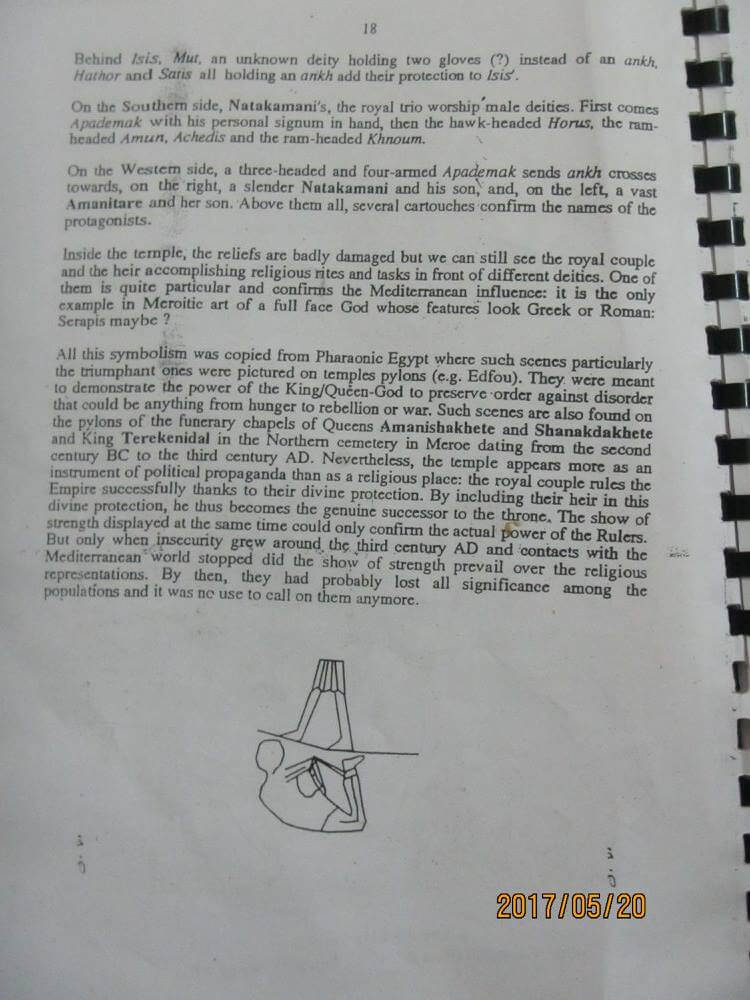 18
Behind Isis, Mut, an unknown deity holding two gloves (?) instead of an ankh,
Hathor and Satis all holding an ankh add their protection to Isis'.
On the Southern side, Natakamani's, the royal trio worship male deities. First comes
Apademak with his personal signum in hand, then the hawk-headed Horus, the ram-
headed Amun, Achedis and the ram-headed Khnoum.
On the Western side, a three-headed and four-armed Apademak sends ankh crosses
towards, on the right, a slender Natakamani and his son, and, on the left, a vast
Amanitare and her son. Above them all, several cartouches confirm the names of the
protagonists.
Inside the temple, the reliefs are badly damaged but we can still see the royal couple
and the heir accomplishing religious rites and tasks in front of different deities. One of
them is quite particular and confirms the Mediterranean influence: it is the only
example in Meroitic art of a full face God whose features look Greek or Roman:
Serapis maybe ?
All this symbolism was copied from Pharaonic Egypt where such scenes particularly
the triumphant ones were pictured on temples pylons (e.g. Edfou). They were meant
to demonstrate the power of the King/Queen-God to preserve order against disorder
that could be anything from hunger to rebellion or war. Such scenes are also found on
the pylons of the funerary chapels of Queens Amanishakhete and Shanakdakhete
and King Terekenidal in the Northern cemetery in Meroe dating from the second
century BC to the third century AD. Nevertheless, the temple appears more as an
instrument of political propaganda than as a religious place: the royal couple rules the
Empire successfully thanks to their divine protection. By including their heir in this
divine protection, he thus becomes the genuine successor to the throne. The show of
strength displayed at the same time could only confirm the actual power of the Rulers.
But only when insecurity grew around the third century AD and contacts with the
Mediterranean world stopped did the show of strength prevail over the religious
representations. By then, they had probably lost all significance among the
populations and it was no use to call on them anymore.
2017/05/20